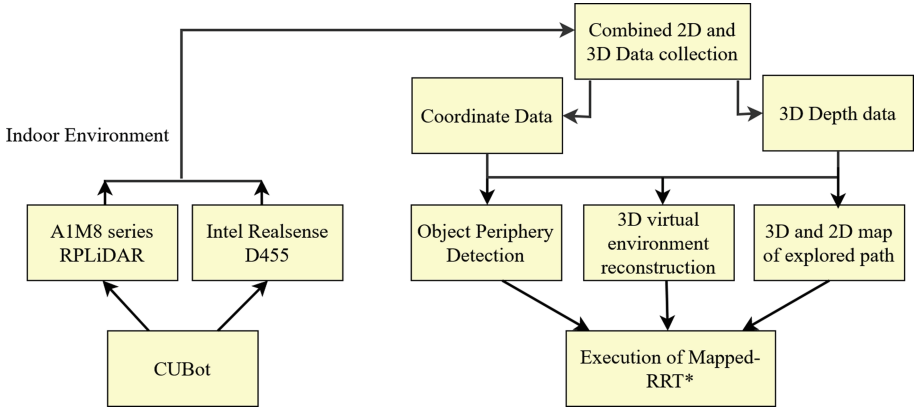 Combined 2D and
3D Data collection
Coordinate Data
3D Depth data
Indoor Environment
A1M8 series
RPLiDAR
Intel Realsense
D455
Object Periphery
Detection
3D virtual
environment
reconstruction
3D and 2D map
of explored path
CUBot
Execution of Mapped-
RRT*